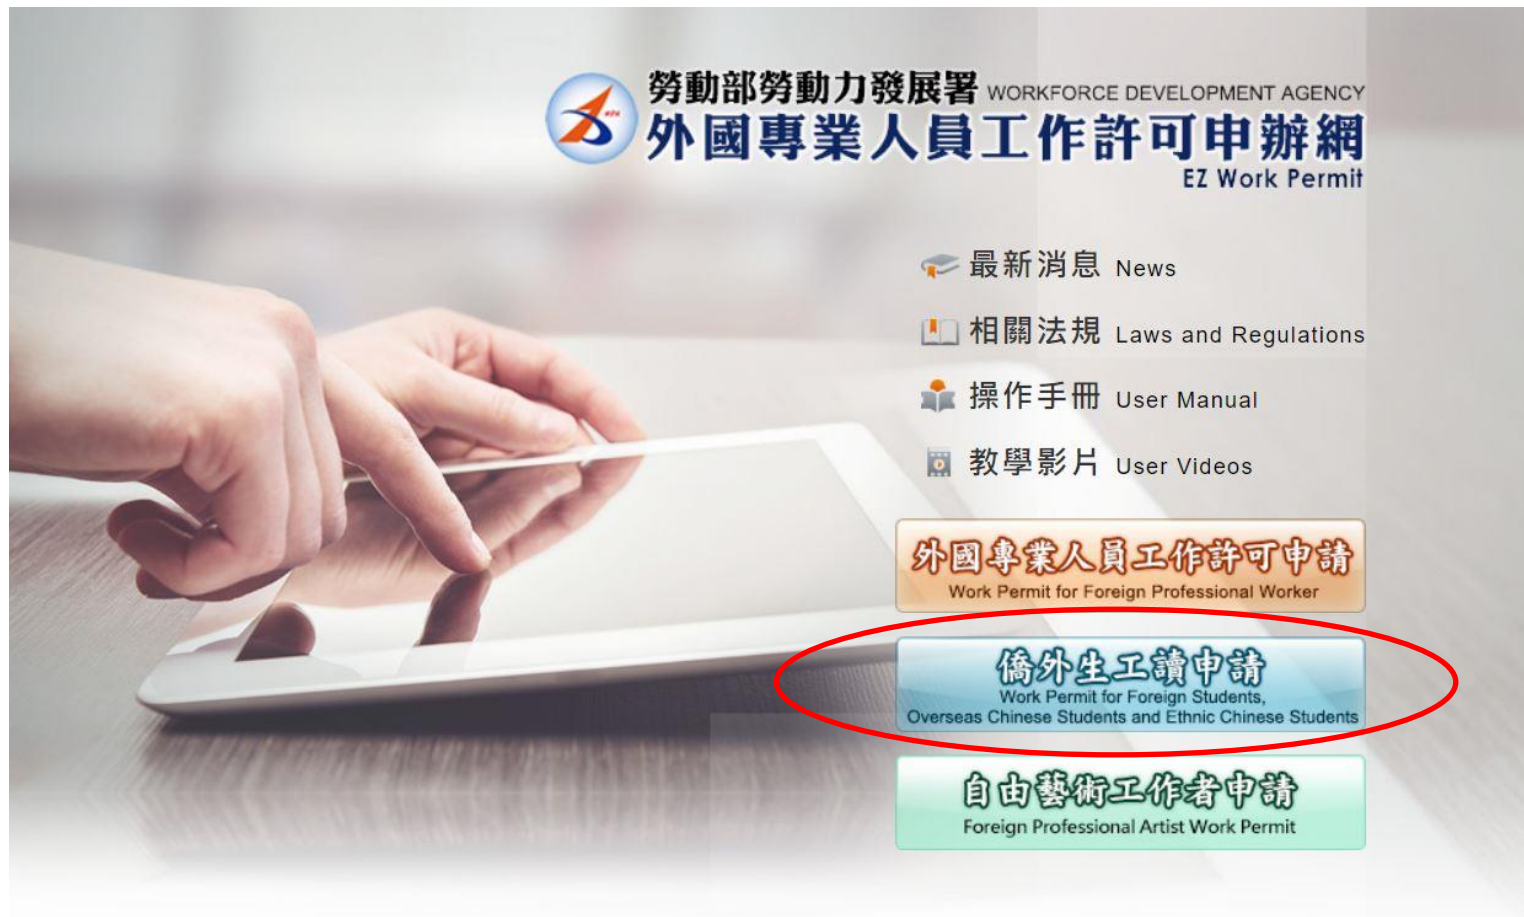 勞動部勞動力發展署 WORKFORCE DEVELOPMENT AGENCY
外國專業人員工作許可申辦網
EZ Work Permit
最新消息 News
相關法規 Laws and Regulations
操作手冊 User Manual
教學影片 User Videos
外國專業人員工作許可申請
Work Permit for Foreign Professional Worker
僑外生工讀申請
Work Permit for Foreign Students,
Overseas Chinese Students and Ethnic Chinese Students
自由藝術工作者申請
Foreign Professional Artist Work Permit